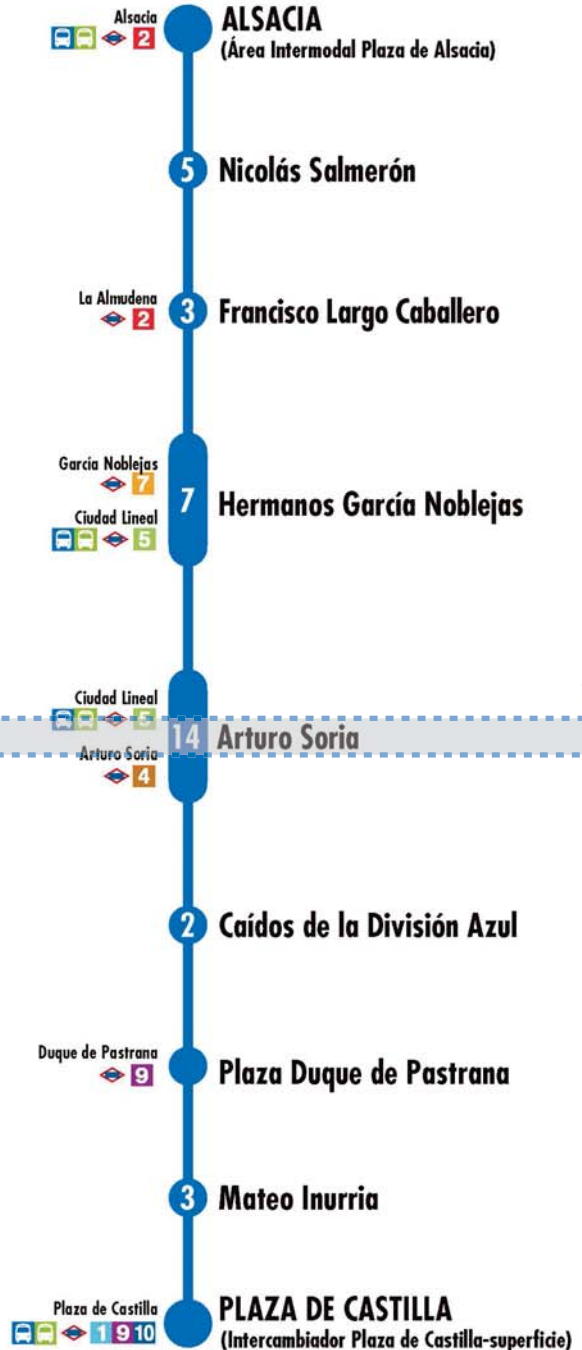 Alsacia
2
ALSACIA
(Área Intermodal Plaza de Alsacia)
5 Nicolás Salmerón
La Almudena
2
3 Francisco Largo Caballero
García Noblejas
7
Ciudad Lineal
5
7 Hermanos García Noblejas
Ciudad Lineal
5
Arturo Soria
4
14 Arturo Soria
2 Caídos de la División Azul
Duque de Pastrana
9
Plaza Duque de Pastrana
3 Mateo Inurria
Plaza de Castilla
1 9 10
PLAZA DE CASTILLA
(Intercambiador Plaza de Castilla-superficie)